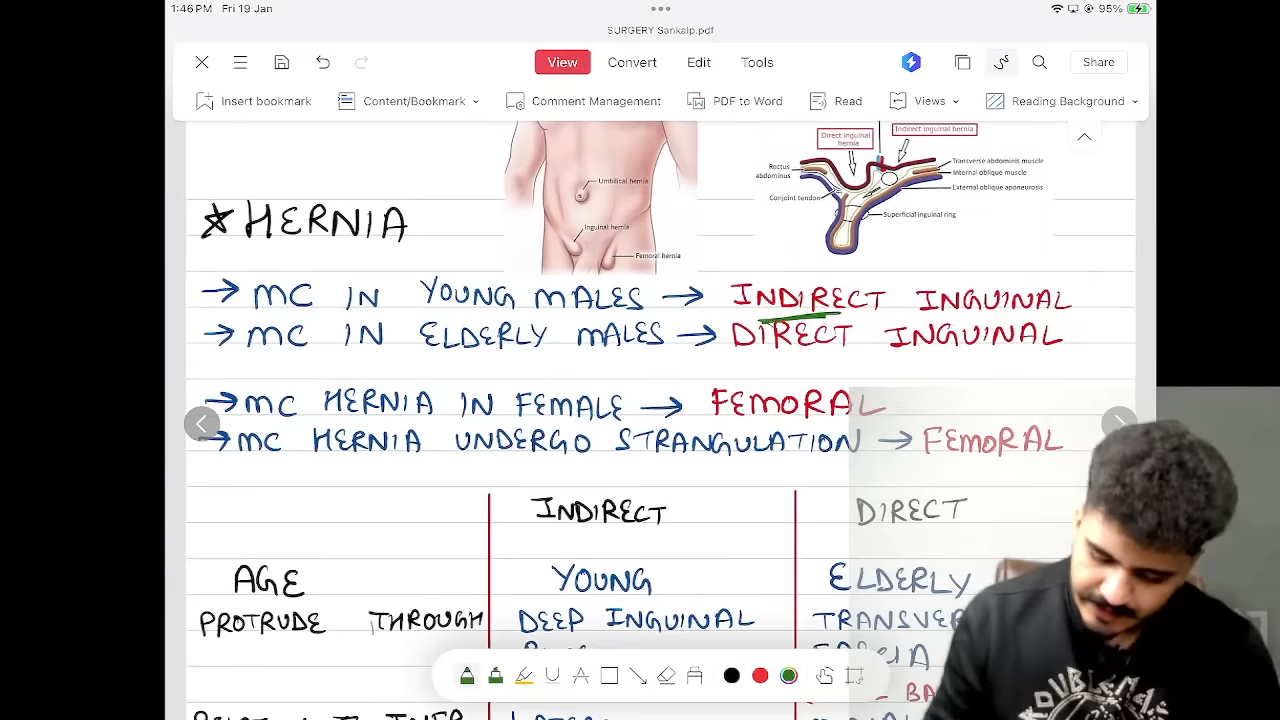 1:46 PM Fri 19 Jan
95%
SURGERY Sankalp.pdf
View Convert Edit Tools
Share
Insert bookmark Content/Bookmark Comment Management PDF to Word Read Views Reading Background
Direct inguinal hernia
Indirect inguinal hernia
Rectus abdominus
Conjoint tendon
Transverse abdominis muscle
Internal oblique muscle
External oblique aponeurosis
Superficial inguinal ring
Umbilical hernia
Inguinal hernia
Femoral hernia
☆ HERNIA
→ MC IN YOUNG MALES → INDIRECT INGUINAL
→ MC IN ELDERLY MALES → DIRECT INGUINAL
→ MC HERNIA IN FEMALE → FEMORAL
→ MC HERNIA UNDERGO STRANGULATION → FEMORAL
INDIRECT DIRECT
AGE YOUNG ELDERLY
PROTRUDE THROUGH DEEP INGUINAL